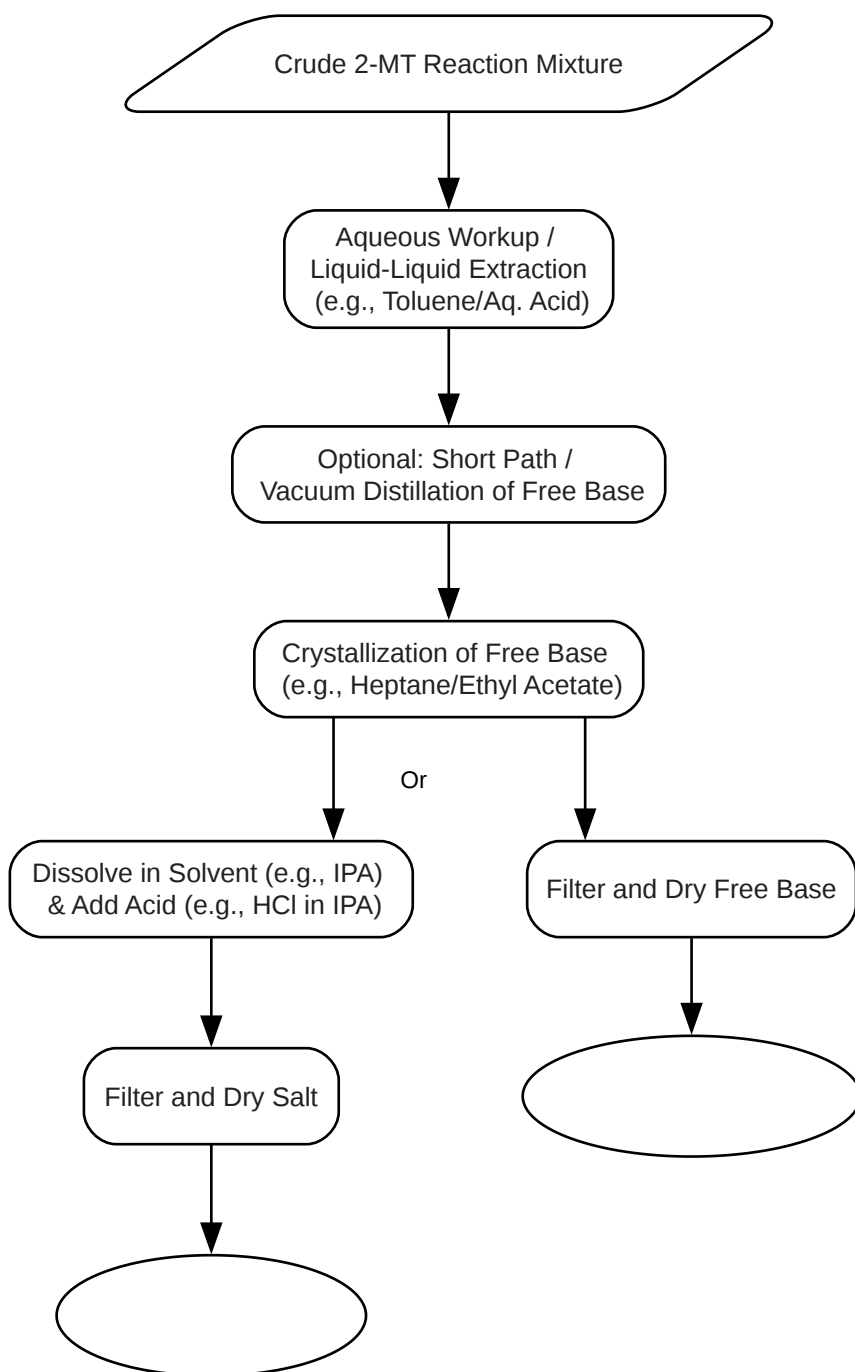 Crude 2-MT Reaction Mixture
Aqueous Workup /
Liquid-Liquid Extraction
(e.g., Toluene/Aq. Acid)
Optional: Short Path /
Vacuum Distillation of Free Base
Crystallization of Free Base
(e.g., Heptane/Ethyl Acetate)
Or
Dissolve in Solvent (e.g., IPA)
& Add Acid (e.g., HCl in IPA)
Filter and Dry Free Base
Filter and Dry Salt